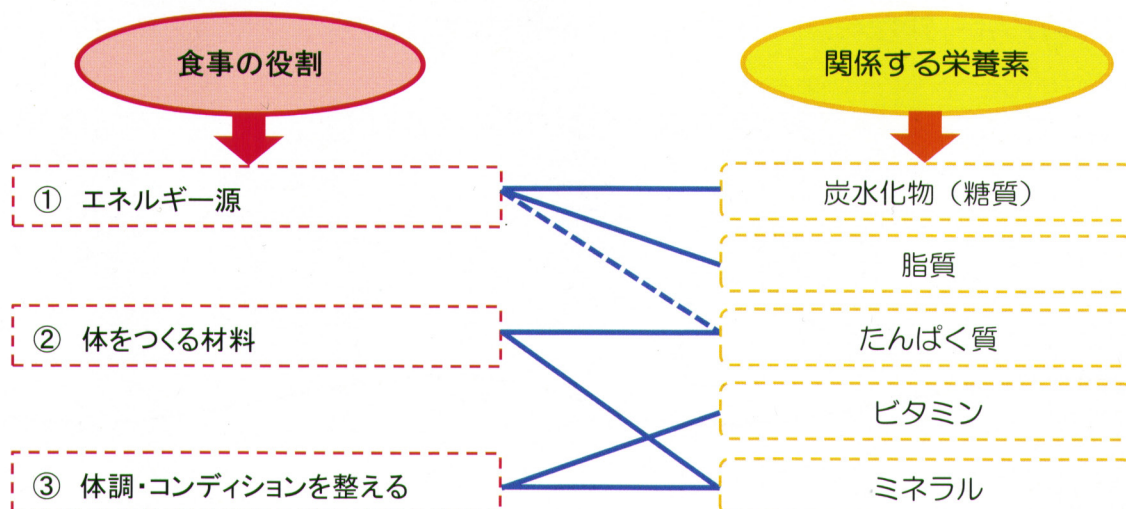 食事の役割
関係する栄養素
① エネルギー源
炭水化物（糖質）
脂質
② 体をつくる材料
たんぱく質
ビタミン
③ 体調・コンディションを整える
ミネラル